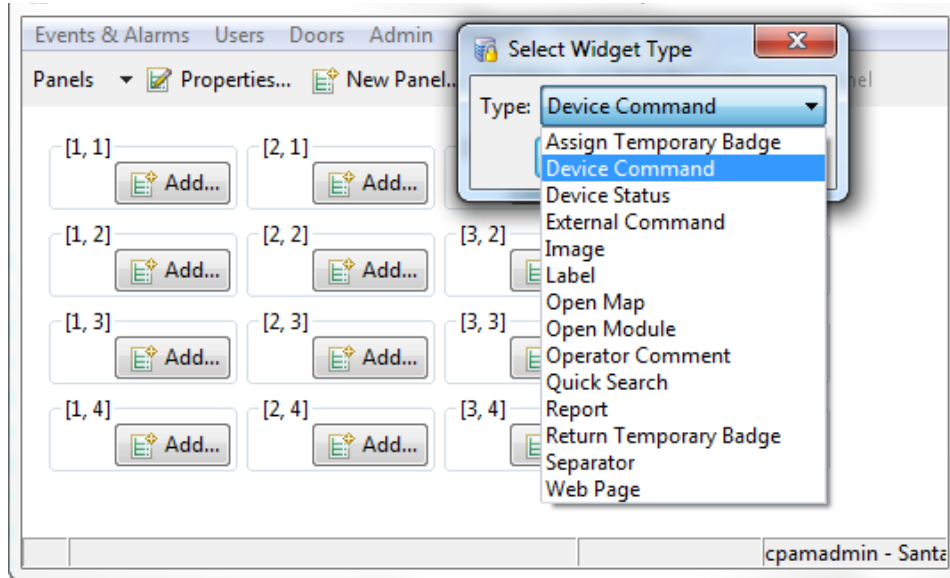 Events & Alarms Users Doors Admin
Select Widget Type
Panels Properties... New Panel...
Type: Device Command
Assign Temporary Badge
Device Command
Device Status
External Command
Image
Label
Open Map
Open Module
Operator Comment
Quick Search
Report
Return Temporary Badge
Separator
Web Page
[1, 1] [2, 1]
Add... Add...
[1, 2] [2, 2] [3, 2]
Add... Add...
[1, 3] [2, 3] [3, 3]
Add... Add...
[1, 4] [2, 4] [3, 4]
Add... Add...
cpamadmin - Santa